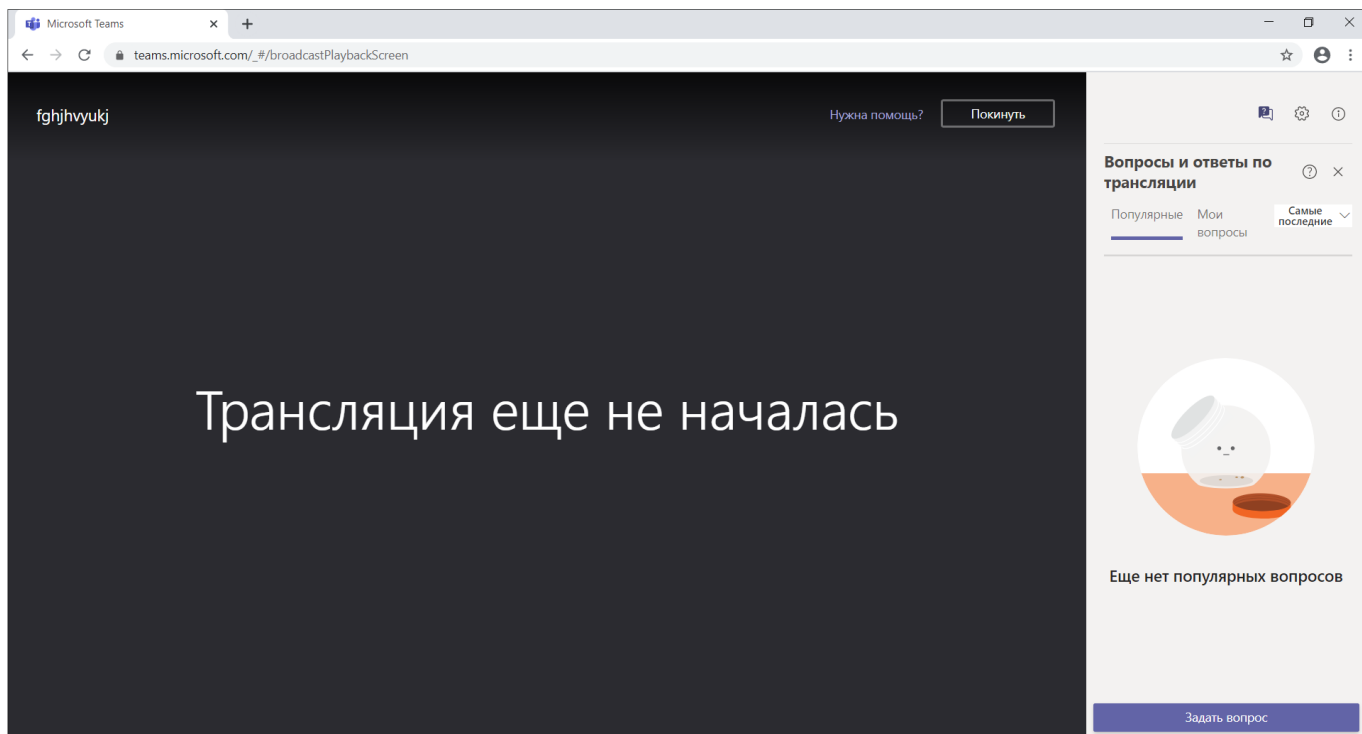 Microsoft Teams
teams.microsoft.com/_#/broadcastPlaybackScreen
fghjhvyukj
Нужна помощь?
Покинуть
Трансляция еще не началась
Вопросы и ответы по
трансляции
Популярные
Мои
вопросы
Самые
последние
Еще нет популярных вопросов
Задать вопрос